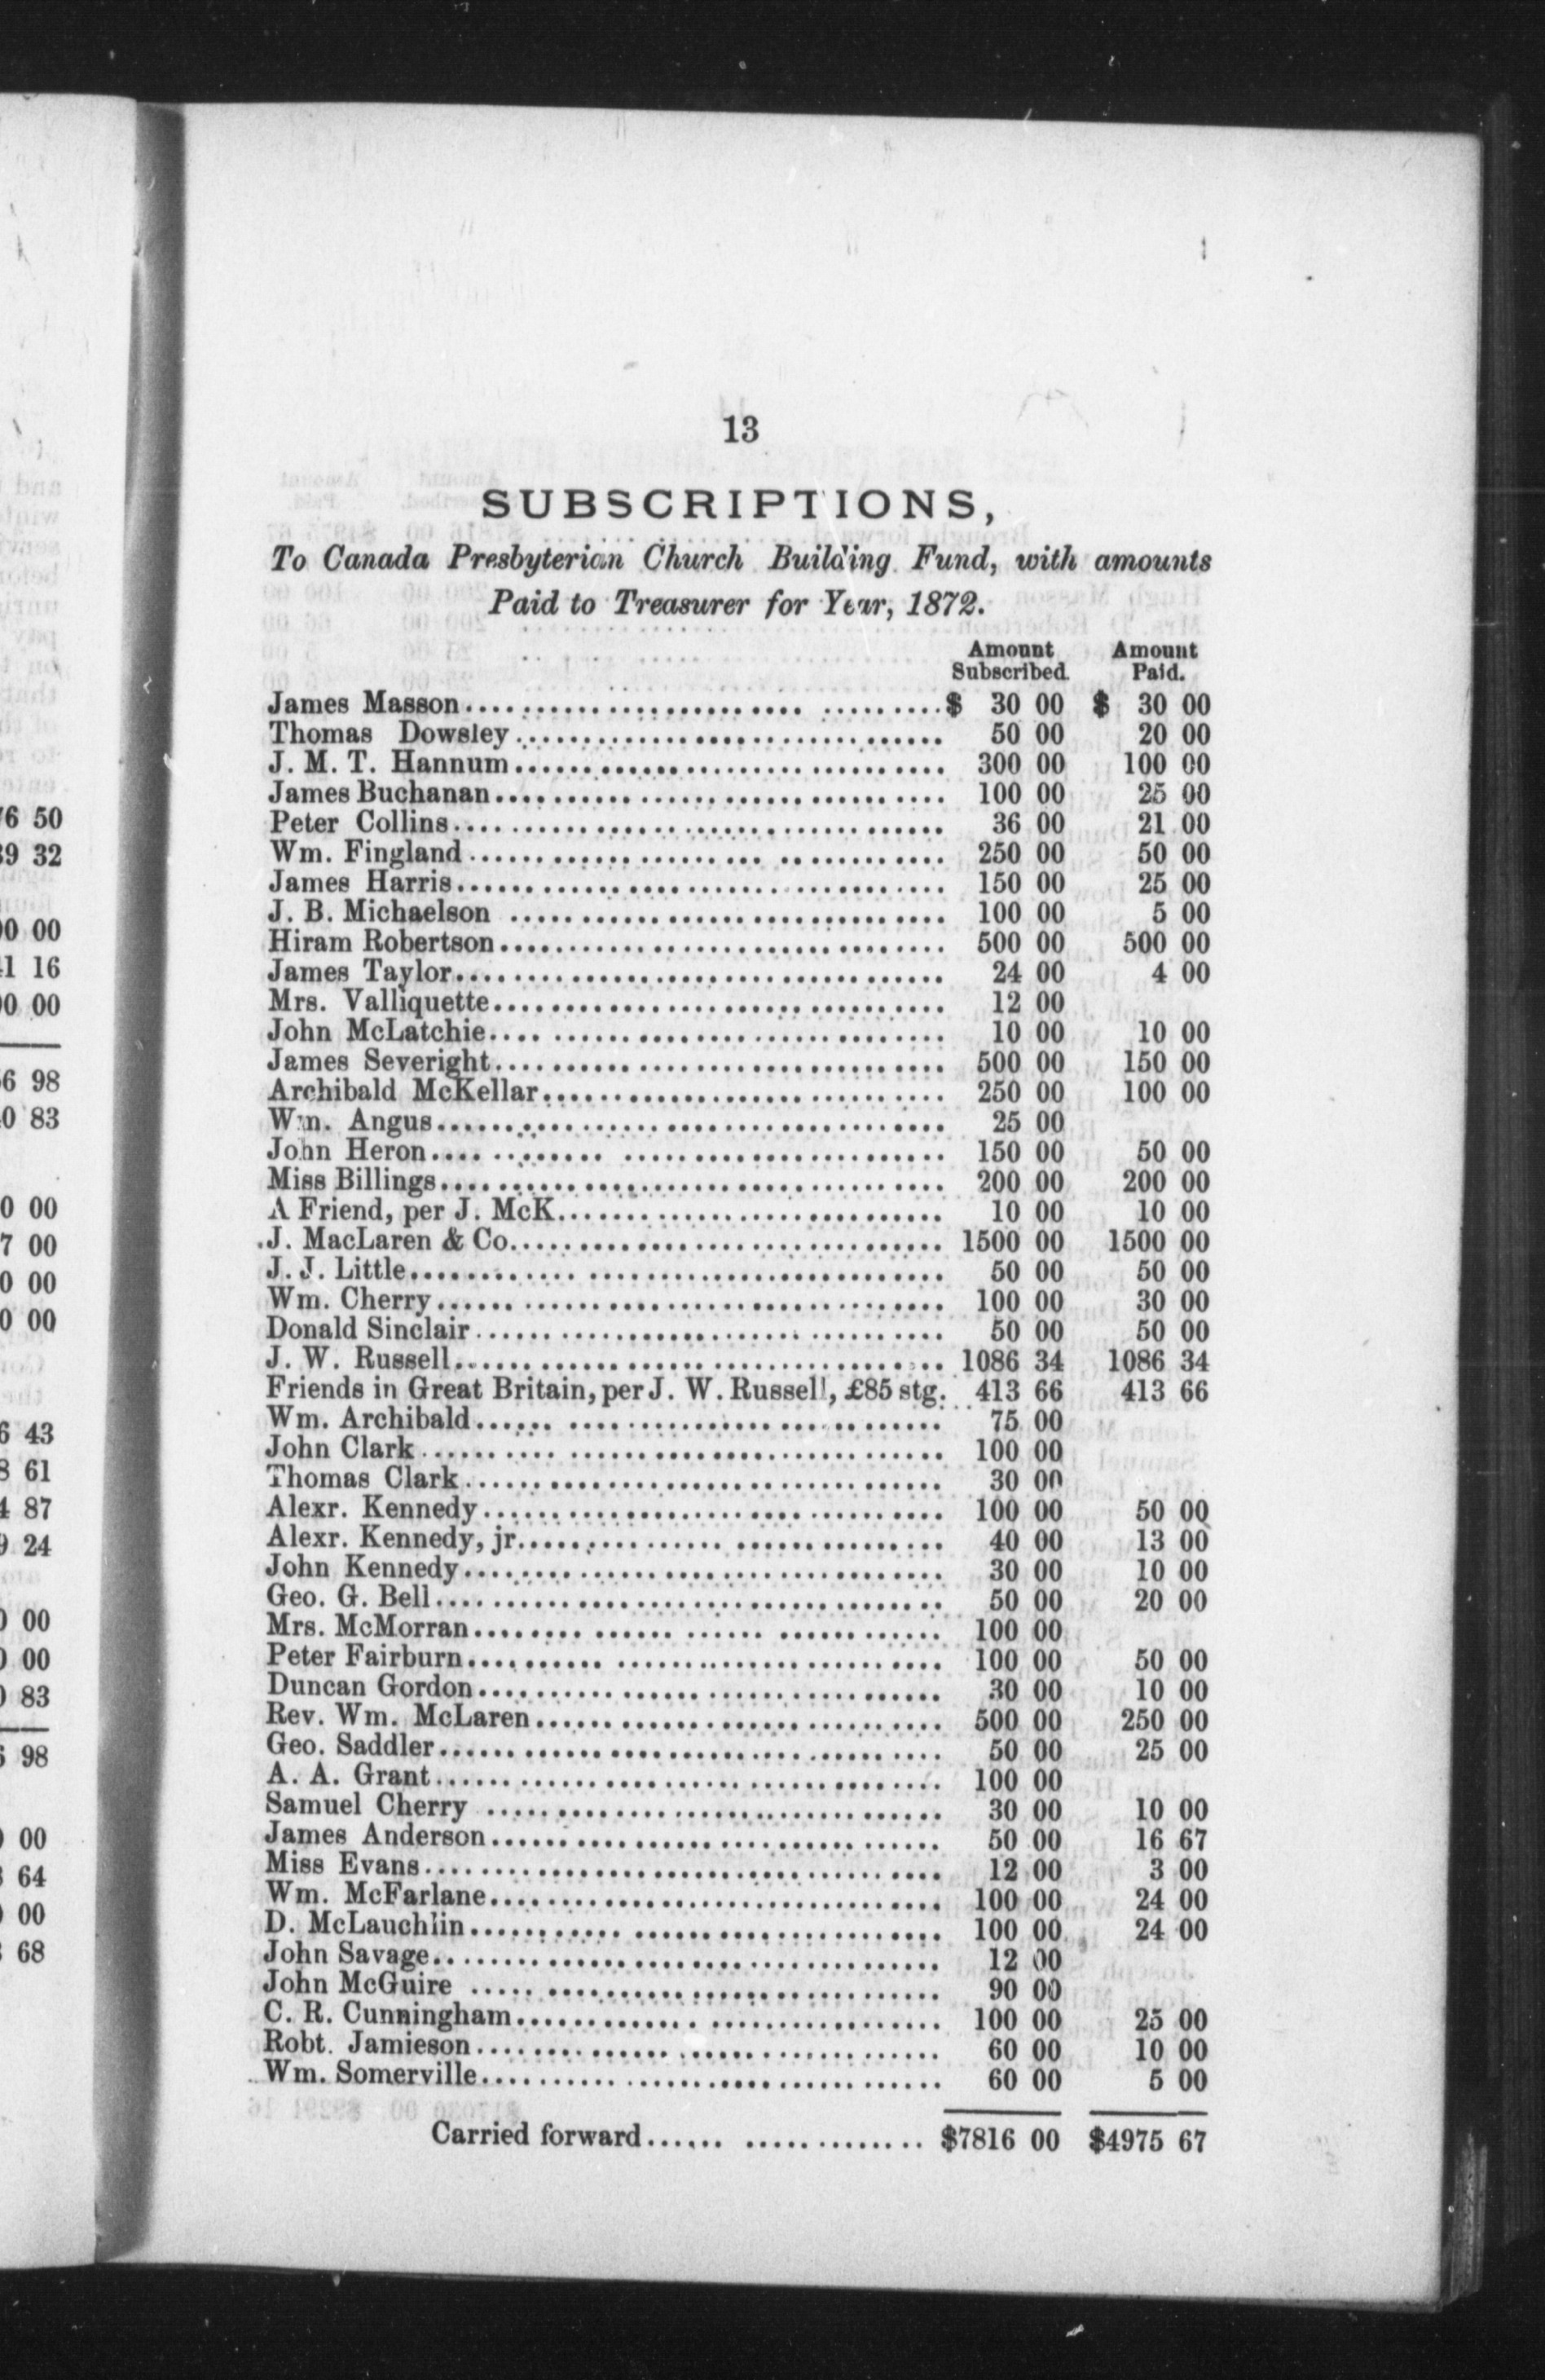 13
SUBSCRIPTIONS,
To Canada Presbyterian Church Building Fund, with amounts
Paid to Treasurer for Year, 1872.
Amount Subscribed. Amount Paid.
James Masson $ 30 00 $ 30 00
Thomas Dowsley 50 00 20 00
J. M. T. Hannum 300 00 100 00
James Buchanan 100 00 25 00
Peter Collins 36 00 21 00
Wm. Fingland 250 00 50 00
James Harris 150 00 25 00
J. B. Michaelson 100 00 5 00
Hiram Robertson 500 00 500 00
James Taylor 24 00 4 00
Mrs. Valliquette 12 00
John McLatchie 10 00 10 00
James Severight 500 00 150 00
Archibald McKellar 250 00 100 00
Wm. Angus 25 00
John Heron 150 00 50 00
Miss Billings 200 00 200 00
A Friend, per J. McK. 10 00 10 00
J. MacLaren & Co. 1500 00 1500 00
J. J. Little 50 00 50 00
Wm. Cherry 100 00 30 00
Donald Sinclair 50 00 50 00
J. W. Russell 1086 34 1086 34
Friends in Great Britain, per J. W. Russell, £85 stg. 413 66 413 66
Wm. Archibald 75 00
John Clark 100 00
Thomas Clark 30 00
Alexr. Kennedy 100 00 50 00
Alexr. Kennedy, jr. 40 00 13 00
John Kennedy 30 00 10 00
Geo. G. Bell 50 00 20 00
Mrs. McMorran 100 00
Peter Fairburn 100 00 50 00
Duncan Gordon 30 00 10 00
Rev. Wm. McLaren 500 00 250 00
Geo. Saddler 50 00 25 00
A. A. Grant 100 00
Samuel Cherry 30 00 10 00
James Anderson 50 00 16 67
Miss Evans 12 00 3 00
Wm. McFarlane 100 00 24 00
D. McLauchlin 100 00 24 00
John Savage 12 00
John McGuire 90 00
C. R. Cunningham 100 00 25 00
Robt. Jamieson 60 00 10 00
Wm. Somerville 60 00 5 00
Carried forward $7816 00 $4975 67